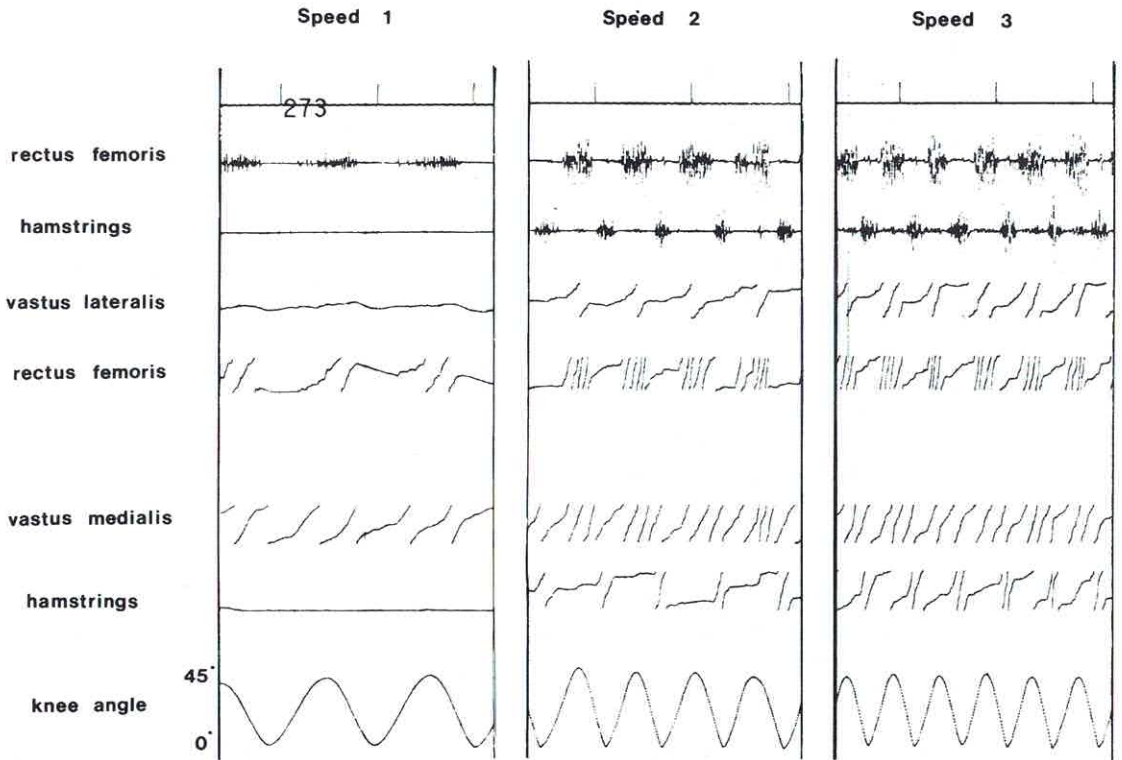 Speed 1 Speed 2 Speed 3
273
rectus femoris
hamstrings
vastus lateralis
rectus femoris
vastus medialis
hamstrings
45°
knee angle
0°